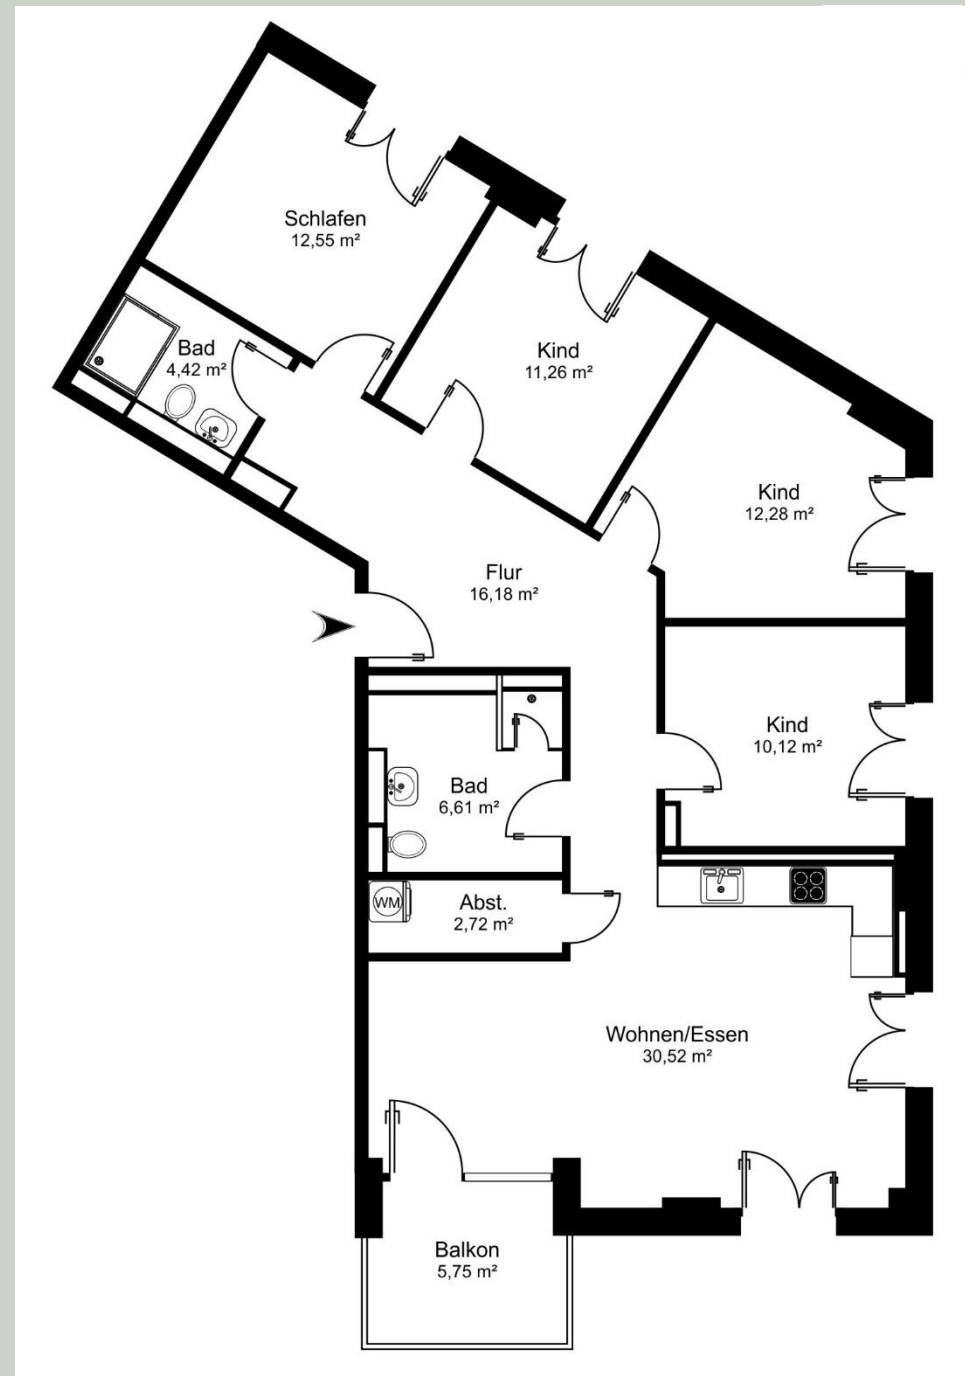 Schlafen
12,55 m²
Bad
4,42 m²
Kind
11,26 m²
Kind
12,28 m²
Flur
16,18 m²
Kind
10,12 m²
Bad
6,61 m²
WM
Abst.
2,72 m²
Wohnen/Essen
30,52 m²
Balkon
5,75 m²